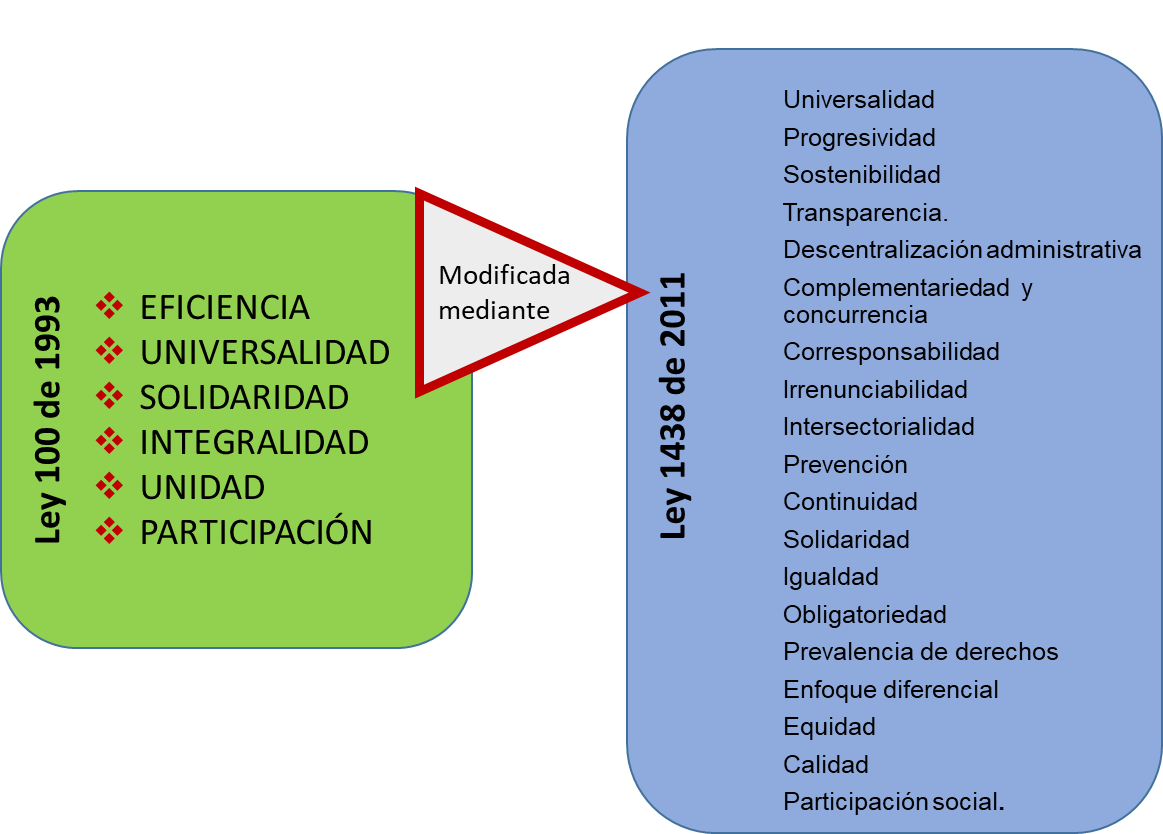 Ley 100 de 1993
EFICIENCIA
UNIVERSALIDAD
SOLIDARIDAD
INTEGRALIDAD
UNIDAD
PARTICIPACIÓN
Modificada
mediante
Ley 1438 de 2011
Universalidad
Progresividad
Sostenibilidad
Transparencia.
Descentralización administrativa
Complementariedad y
concurrencia
Corresponsabilidad
Irrenunciabilidad
Intersectorialidad
Prevención
Continuidad
Solidaridad
Igualdad
Obligatoriedad
Prevalencia de derechos
Enfoque diferencial
Equidad
Calidad
Participación social.